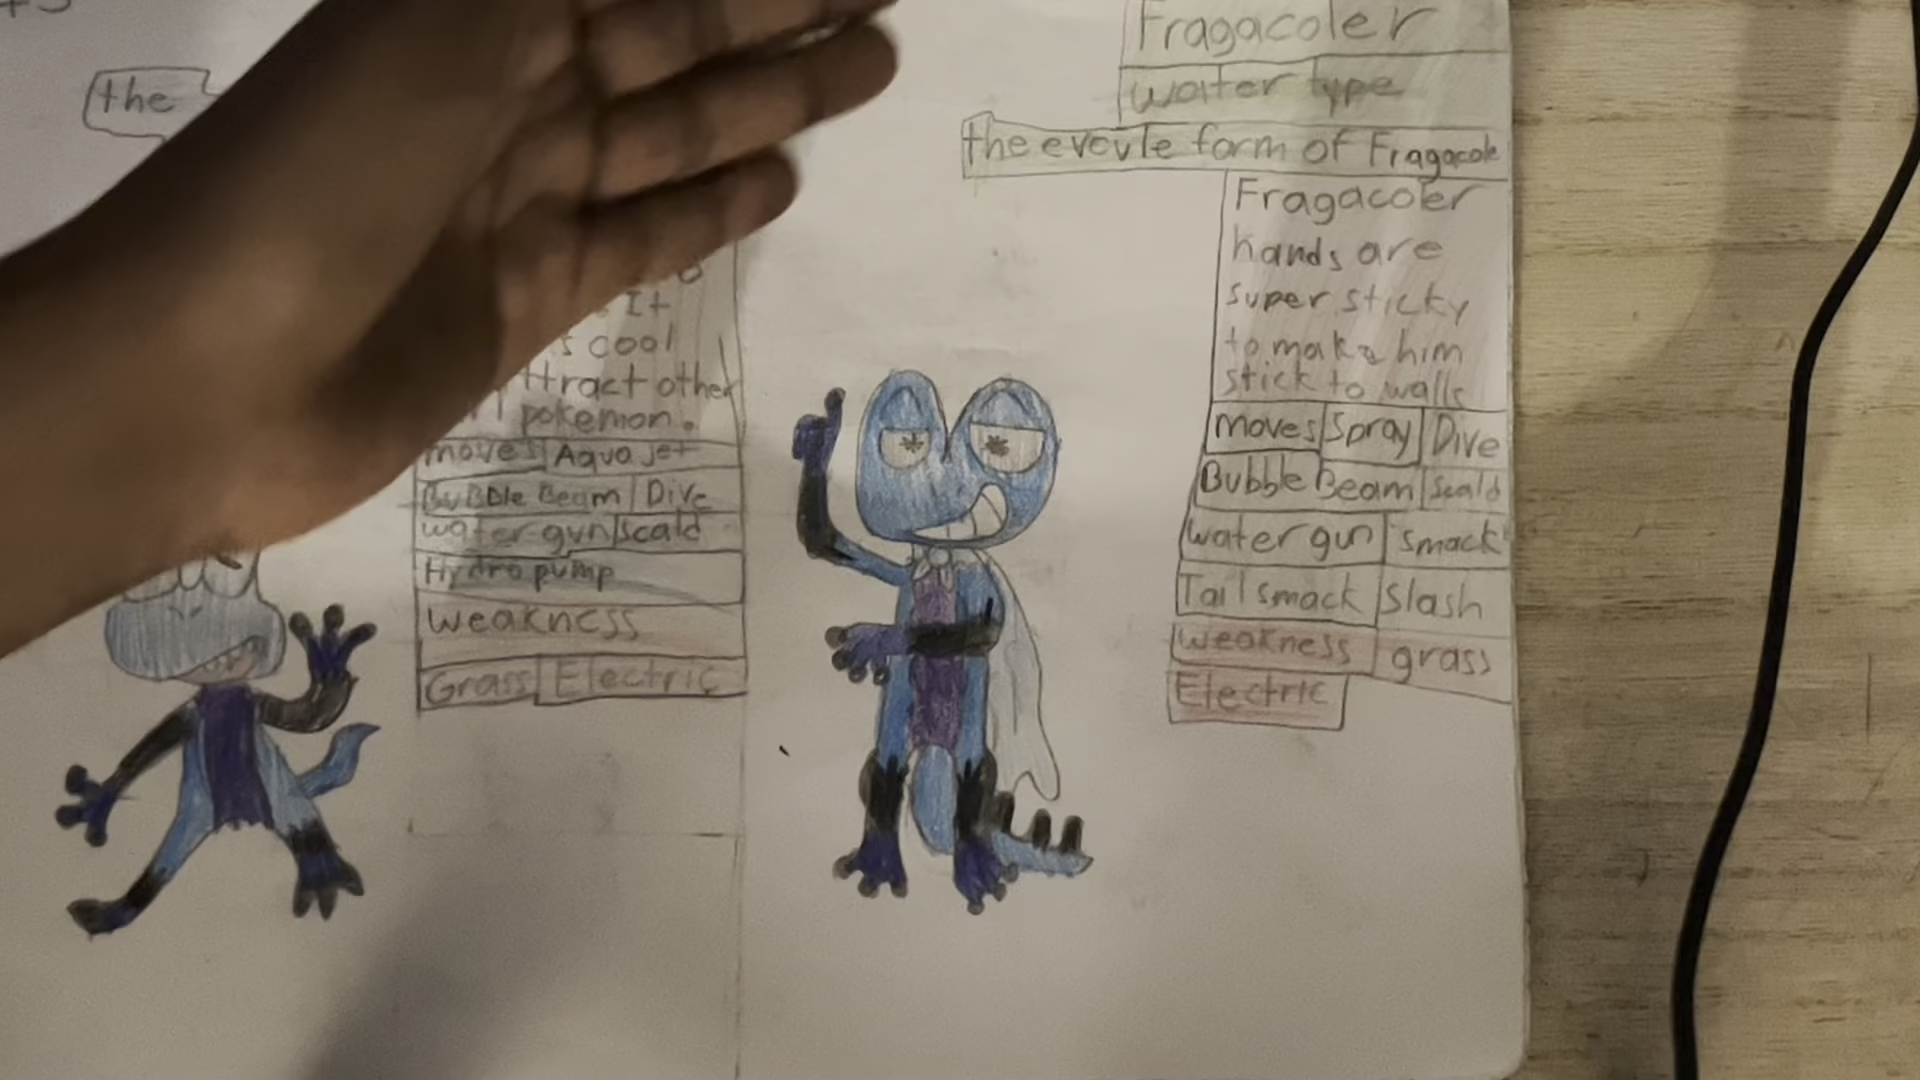 the
It
cool
attract other
pokemon.
moves Aqua jet
Bubble Beam Dive
water gun scald
Hydro pump
weakness
Grass Electric
Fragacoler
water type
the evovle form of Fragacole
Fragacoler
hands are
super sticky
to make him
stick to walls
moves Spray Dive
Bubble Beam scald
water gun smack
Tail smack slash
weakness grass
Electric